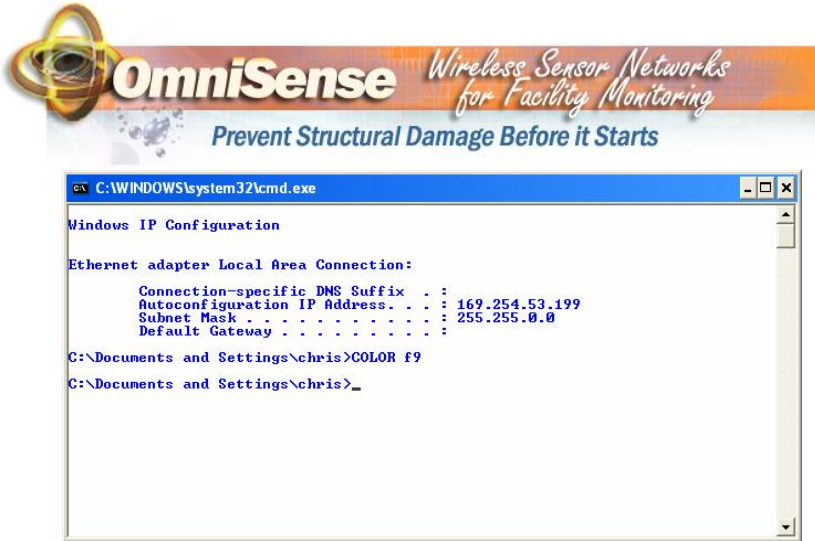 OmniSense
Wireless Sensor Networks
for Facility Monitoring
Prevent Structural Damage Before it Starts
C:\WINDOWS\system32\cmd.exe
Windows IP Configuration
Ethernet adapter Local Area Connection:
Connection-specific DNS Suffix . :
Autoconfiguration IP Address. . . : 169.254.53.199
Subnet Mask . . . . . . . . . . . : 255.255.0.0
Default Gateway . . . . . . . . . :
C:\Documents and Settings\chris>COLOR f9
C:\Documents and Settings\chris>_